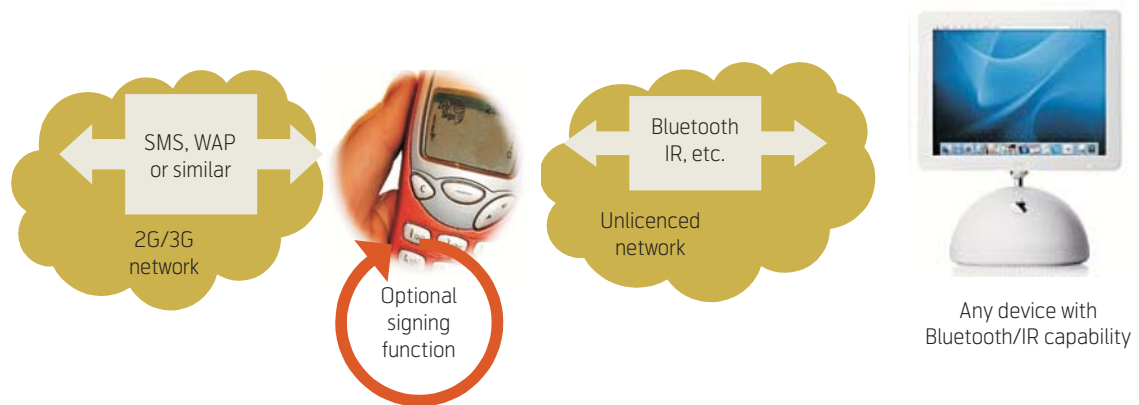 SMS, WAP
or similar
2G/3G
network
Optional
signing
function
Bluetooth
IR, etc.
Unlicenced
network
Any device with
Bluetooth/IR capability